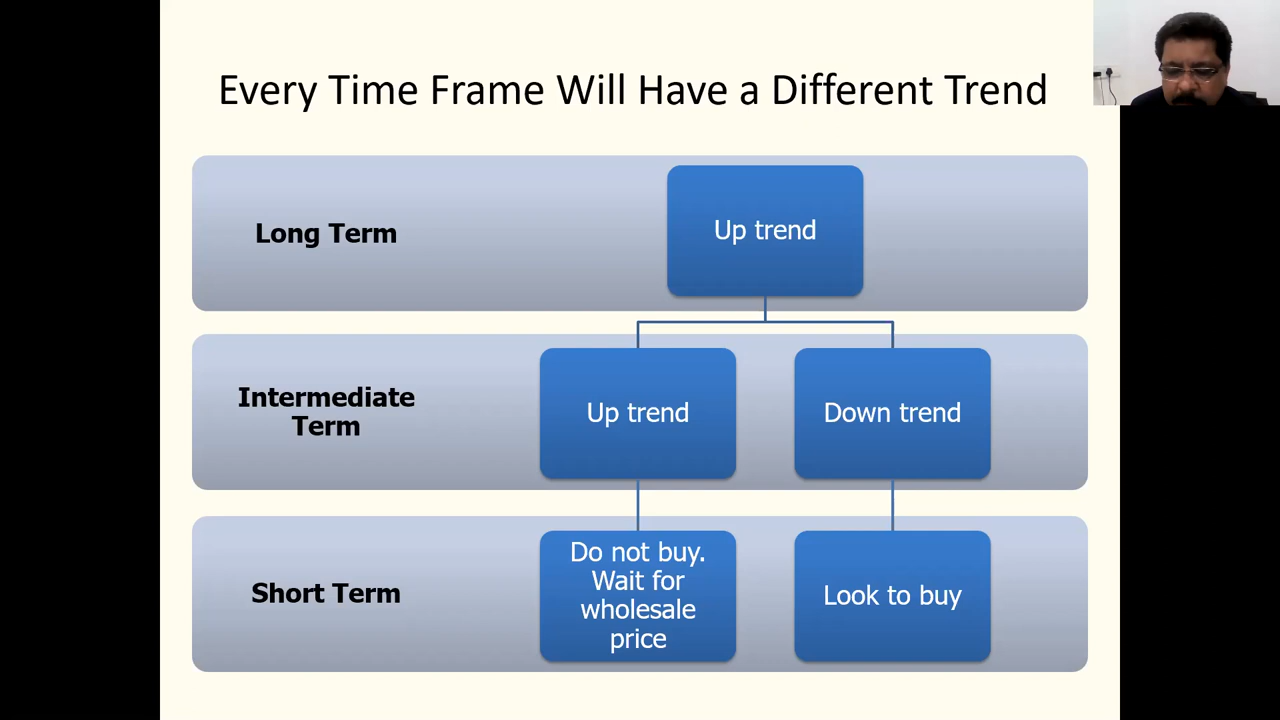 Every Time Frame Will Have a Different Trend
Long Term
Up trend
Intermediate
Term
Up trend
Down trend
Short Term
Do not buy.
Wait for
wholesale
price
Look to buy